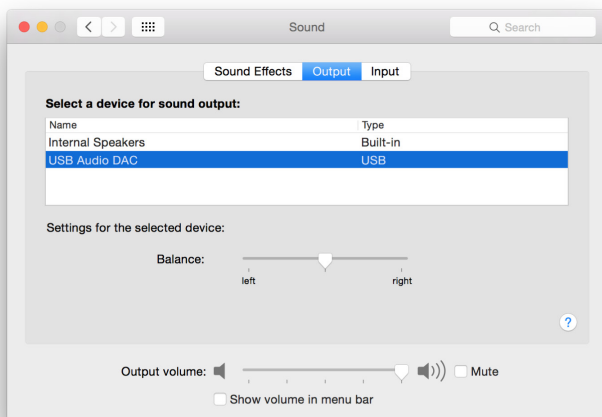 Sound
Search
Sound Effects Output Input
Select a device for sound output:
Name Type
Internal Speakers Built-in
USB Audio DAC USB
Settings for the selected device:
Balance:
left right
?
Output volume: Mute
Show volume in menu bar